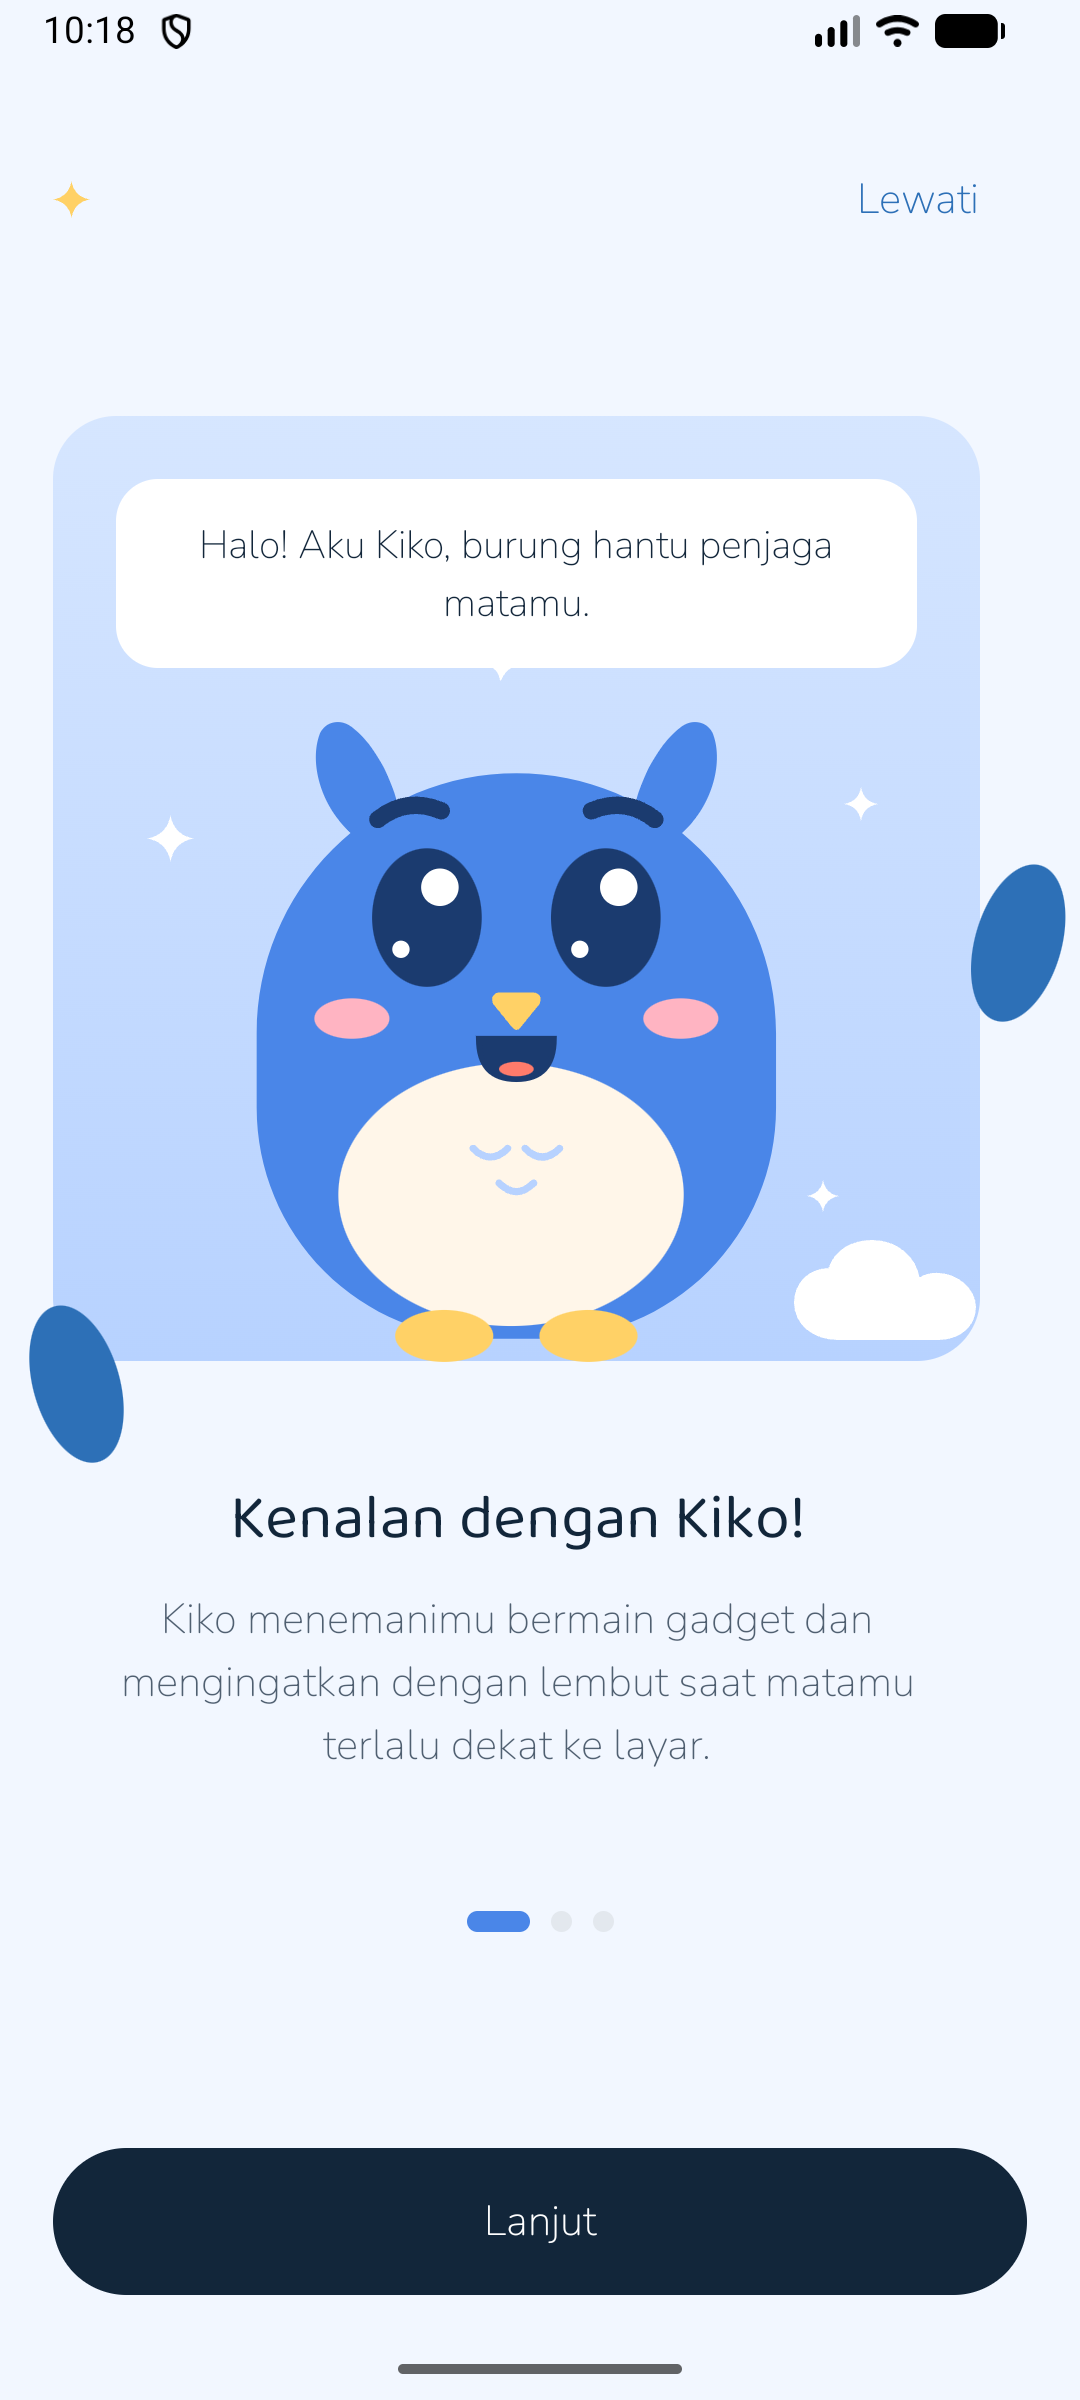 10:18
Lewati
Halo! Aku Kiko, burung hantu penjaga
matamu.
Kenalan dengan Kiko!
Kiko menemanimu bermain gadget dan
mengingatkan dengan lembut saat matamu
terlalu dekat ke layar.
Lanjut